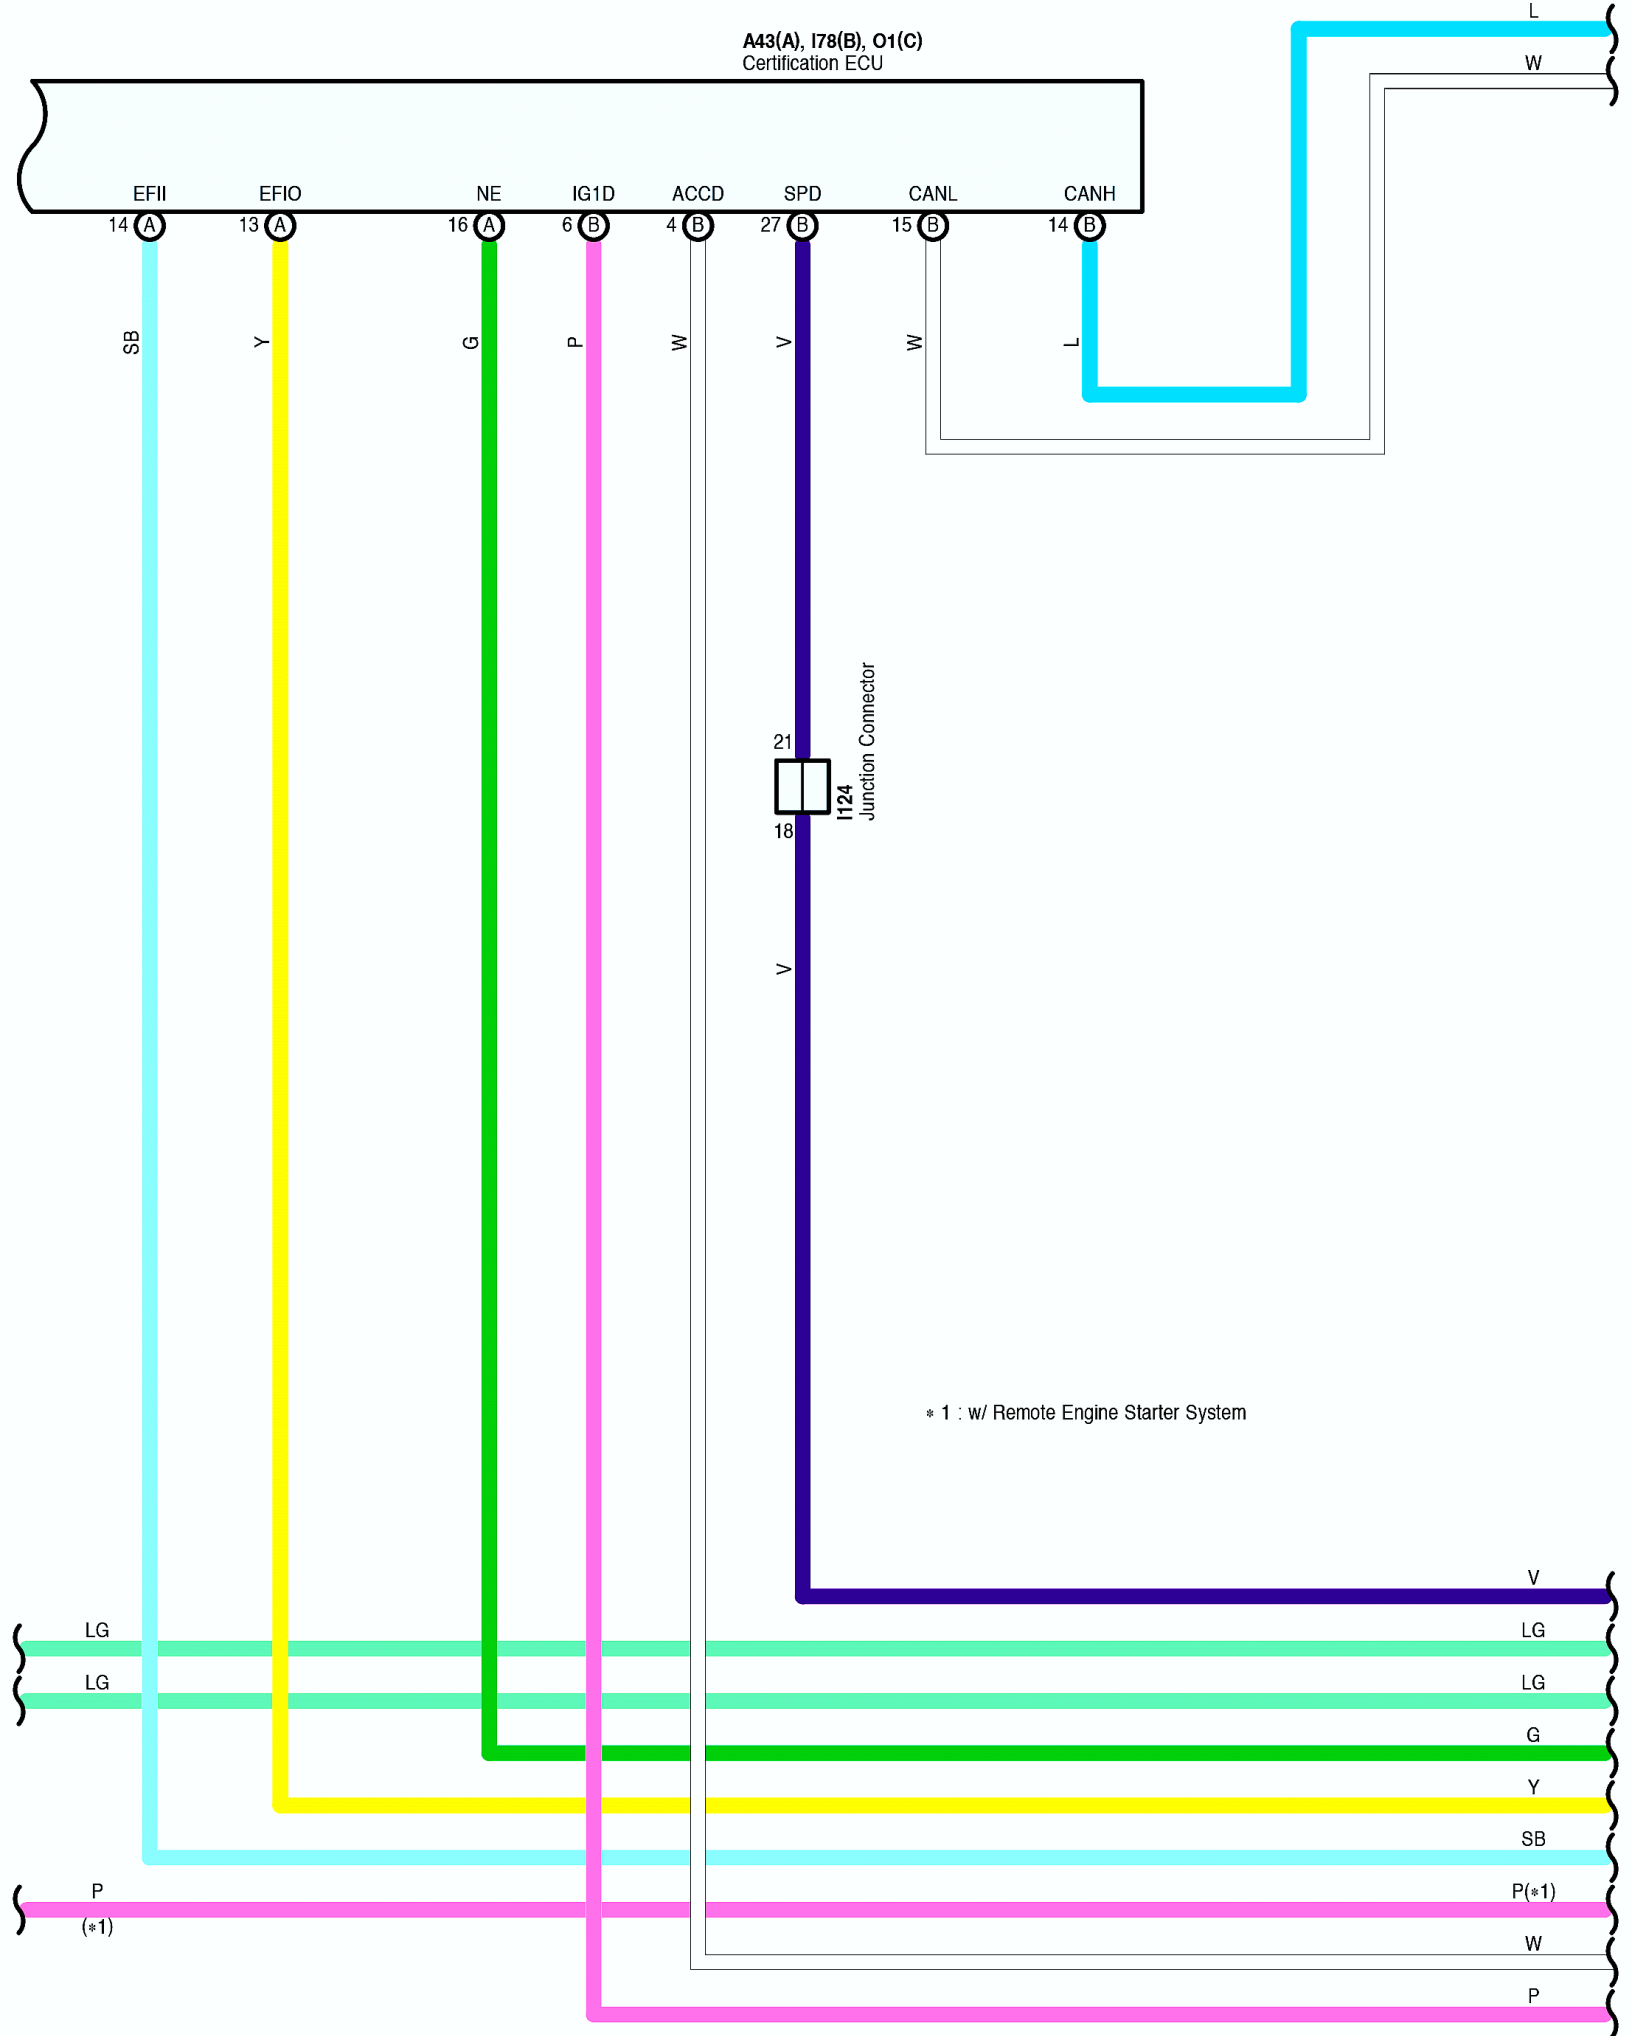 L
A43(A), I78(B), O1(C)
Certification ECU
W
EFII EFIO NE IG1D ACCD SPD CANL CANH
14 A 13 A 16 A 6 B 4 B 27 B 15 B 14 B
SB Y G P W V W L
21
I124
Junction Connector
18
V
* 1 : w/ Remote Engine Starter System
V
LG LG
LG LG
G
Y
SB
P P(*1)
(*1)
W
P